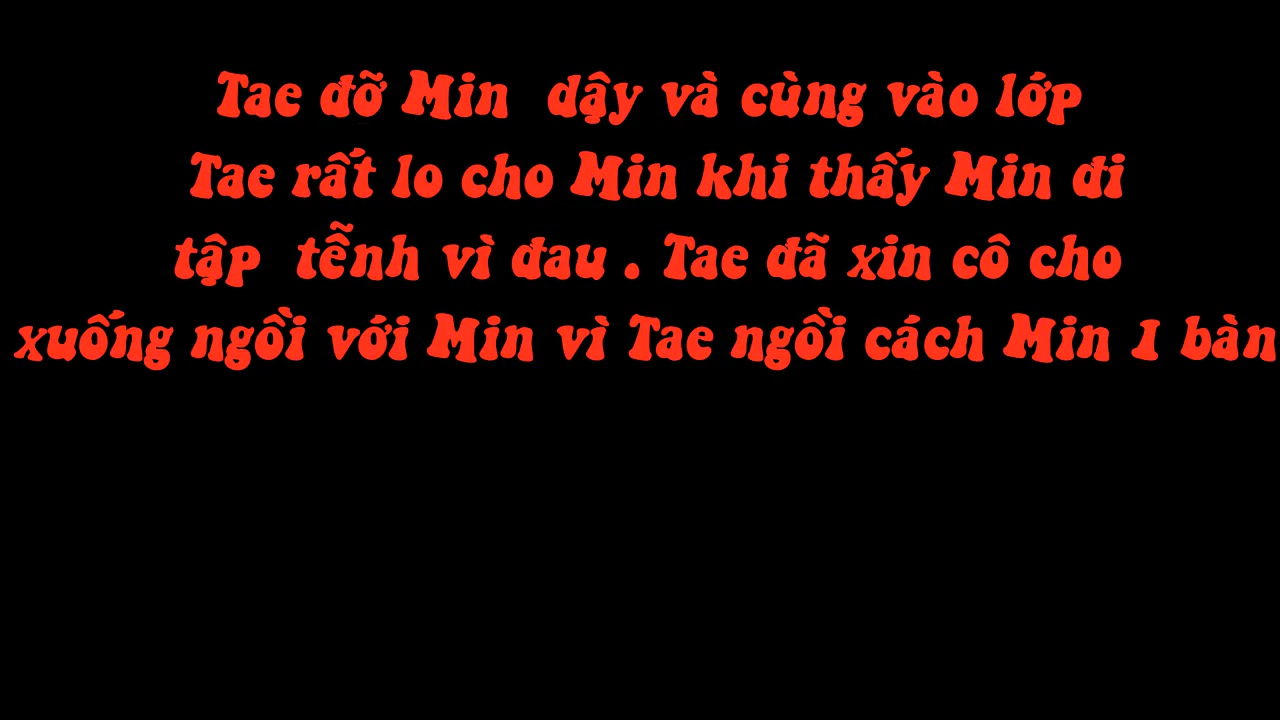 Tae đỡ Min  dậy và cùng vào lớp
Tae rất lo cho Min khi thấy Min đi
tập  tễnh vì đau . Tae đã xin cô cho
xuống ngồi với Min vì Tae ngồi cách Min 1 bàn